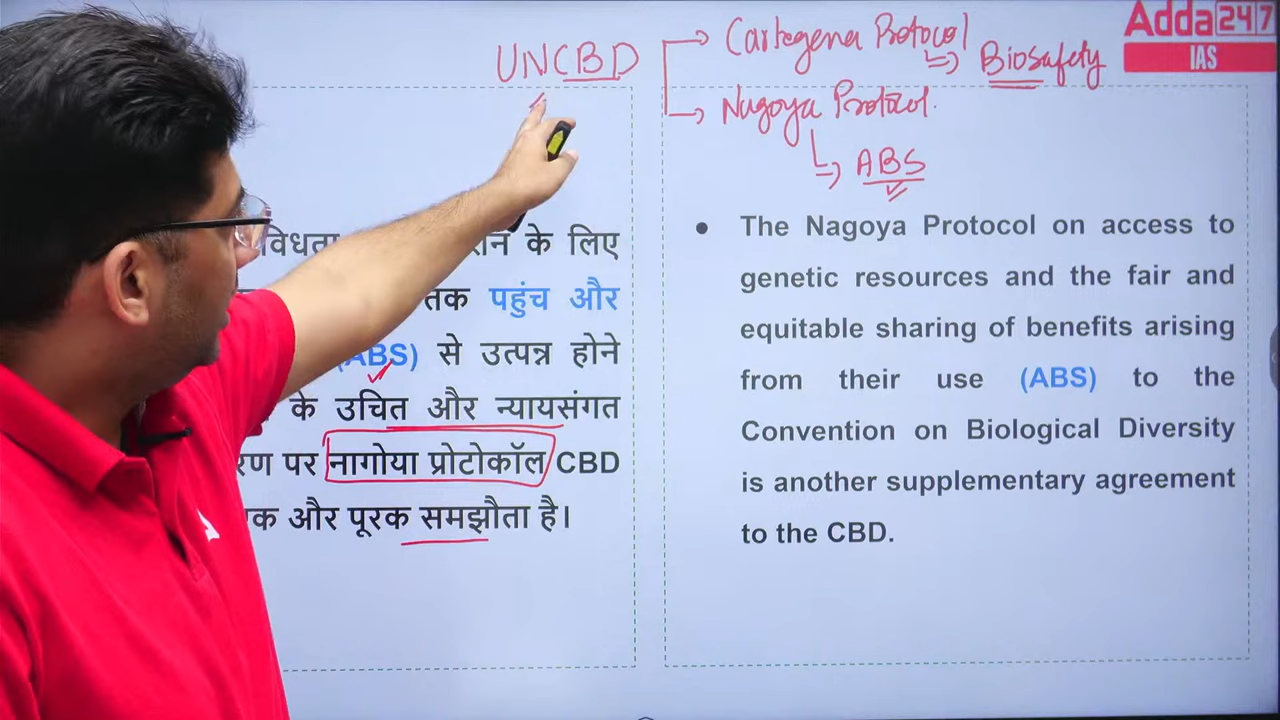 UNCBD
Cartegena Protocol
Biosafety
Nagoya Protocol.
ABS
Adda 24|7
IAS
के लिए
तक पहुंच और
(ABS) से उत्पन्न होने
के उचित और न्यायसंगत
पर नागोया प्रोटोकॉल CBD
और पूरक समझौता है।
• The Nagoya Protocol on access to
genetic resources and the fair and
equitable sharing of benefits arising
from their use (ABS) to the
Convention on Biological Diversity
is another supplementary agreement
to the CBD.